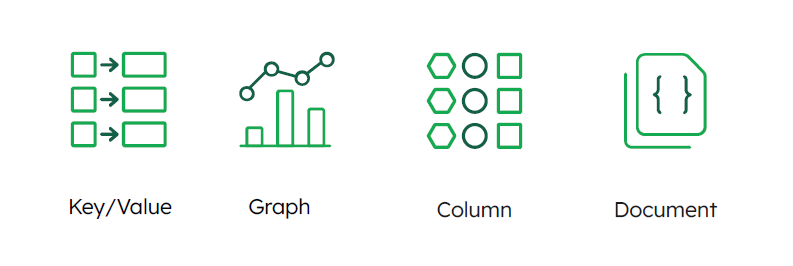 { }
Key/Value
Graph
Column
Document